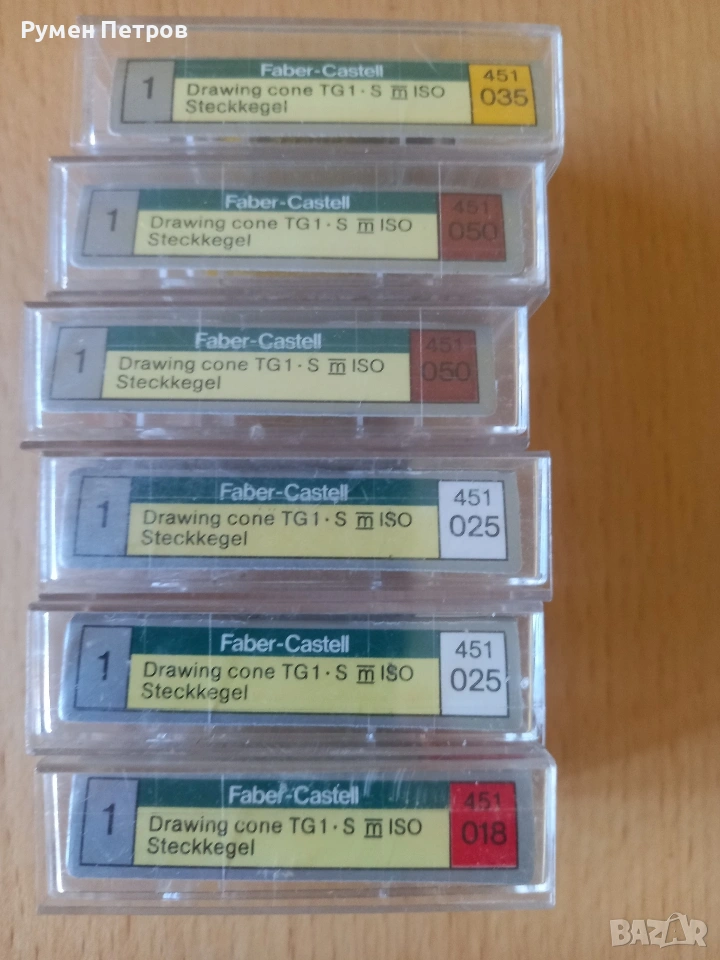 Румен Петров
Faber-Castell
1 Drawing cone TG1·S m ISO 451
Steckkegel 035
Faber-Castell
1 Drawing cone TG1·S m ISO 451
Steckkegel 050
Faber-Castell
1 Drawing cone TG1·S m ISO 451
Steckkegel 050
Faber-Castell
1 Drawing cone TG1·S m ISO 451
Steckkegel 025
Faber-Castell
1 Drawing cone TG1·S m ISO 451
Steckkegel 025
Faber-Castell
1 Drawing cone TG1·S m ISO 451
Steckkegel 018
BAZAR